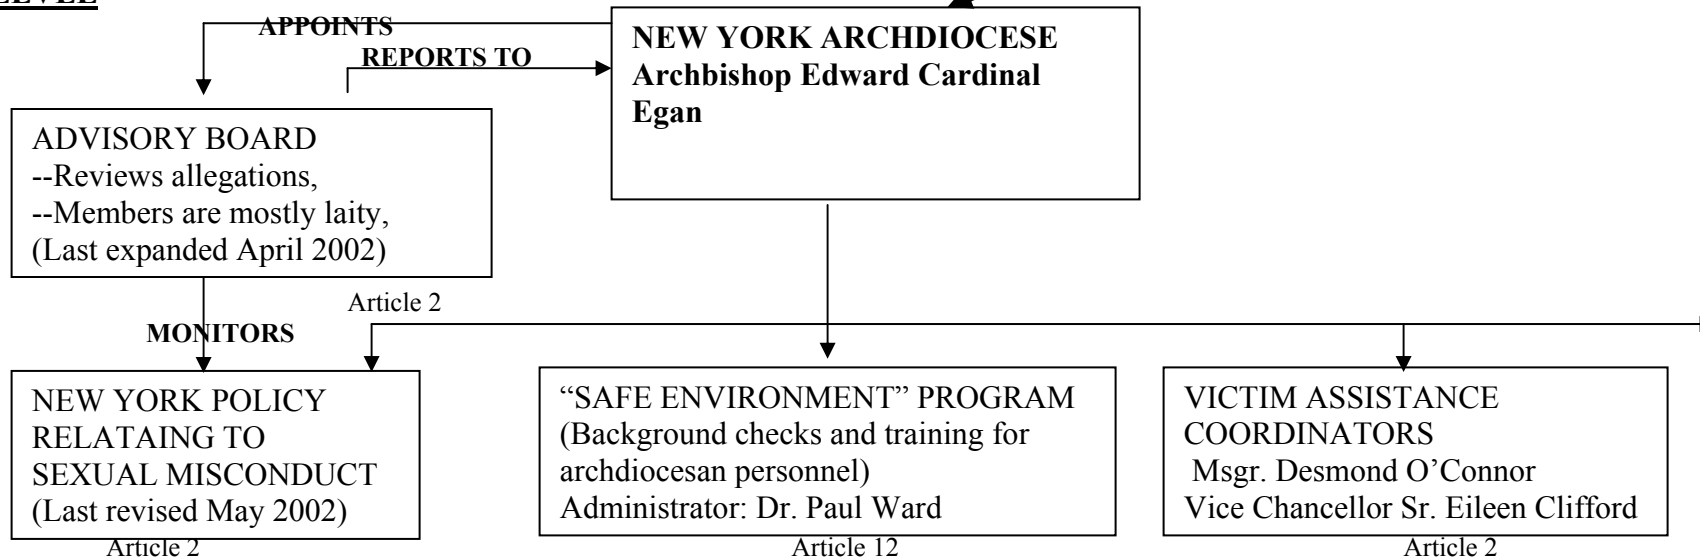 APPOINTS
REPORTS TO
NEW YORK ARCHDIOCESE
Archbishop Edward Cardinal
Egan
ADVISORY BOARD
--Reviews allegations,
--Members are mostly laity,
(Last expanded April 2002)
Article 2
MONITORS
NEW YORK POLICY
RELATAING TO
SEXUAL MISCONDUCT
(Last revised May 2002)
Article 2
“SAFE ENVIRONMENT” PROGRAM
(Background checks and training for
archdiocesan personnel)
Administrator: Dr. Paul Ward
Article 12
VICTIM ASSISTANCE
COORDINATORS
Msgr. Desmond O’Connor
Vice Chancellor Sr. Eileen Clifford
Article 2